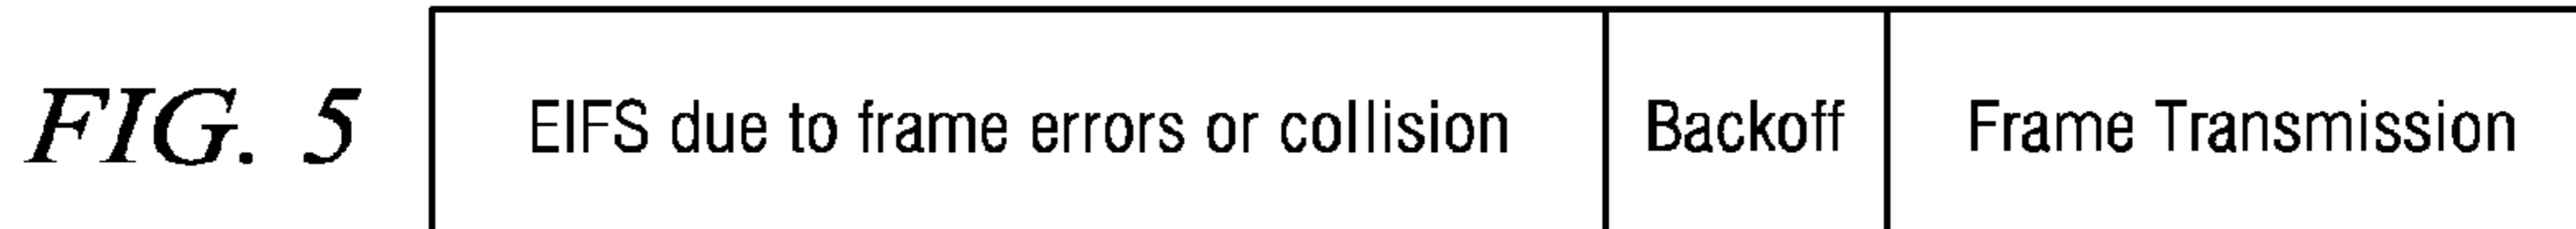 FIG. 5 EIFS due to frame errors or collision Backoff Frame Transmission